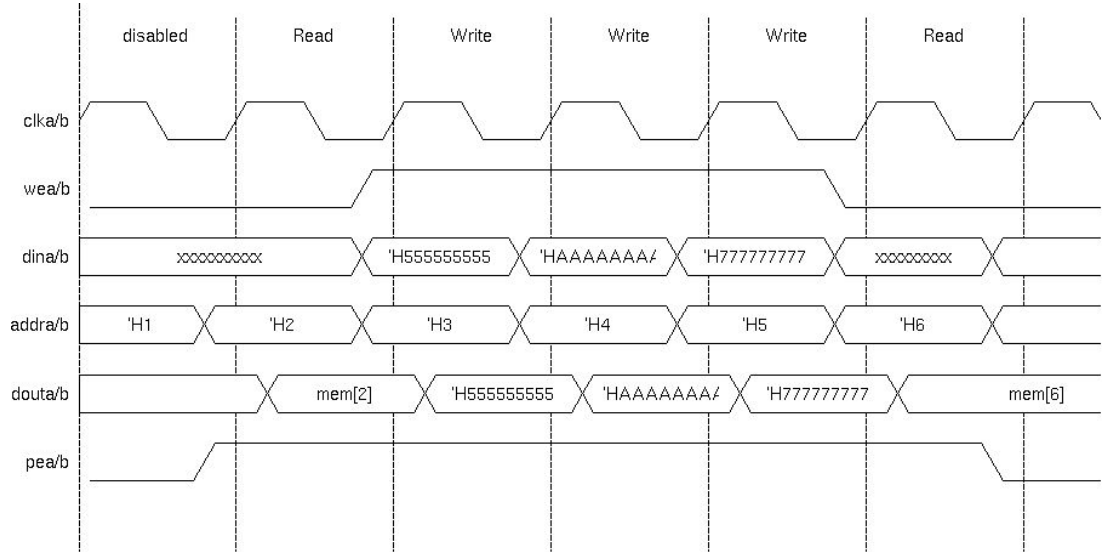 disabled Read Write Write Write Read
clka/b
wea/b
dina/b xxxxxxxxxx 'H555555555 'HAAAAAAAA 'H777777777 xxxxxxxxx
addra/b 'H1 'H2 'H3 'H4 'H5 'H6
douta/b mem[2] 'H555555555 'HAAAAAAAA 'H777777777 mem[6]
pea/b